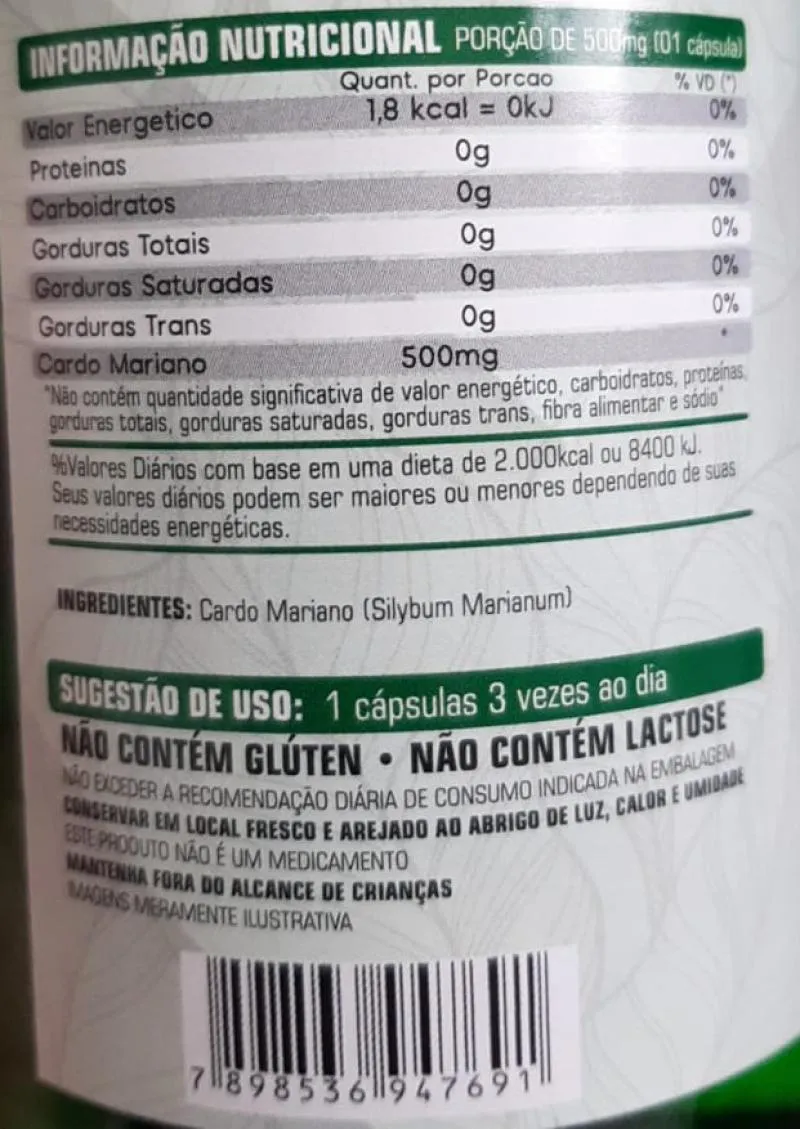 INFORMAÇÃO NUTRICIONAL PORÇÃO DE 500mg (01 cápsula)
Quant. por Porcao % VD (*)
Valor Energetico 1,8 kcal = 0kJ 0%
Proteinas 0g 0%
Carboidratos 0g 0%
Gorduras Totais 0g 0%
Gorduras Saturadas 0g 0%
Gorduras Trans 0g 0%
Cardo Mariano 500mg *
"Não contém quantidade significativa de valor energético, carboidratos, proteínas,
gorduras totais, gorduras saturadas, gorduras trans, fibra alimentar e sódio"
%Valores Diários com base em uma dieta de 2.000kcal ou 8400 kJ.
Seus valores diários podem ser maiores ou menores dependendo de suas
necessidades energéticas.
INGREDIENTES: Cardo Mariano (Silybum Marianum)
SUGESTÃO DE USO: 1 cápsulas 3 vezes ao dia
NÃO CONTÉM GLÚTEN • NÃO CONTÉM LACTOSE
NÃO EXCEDER A RECOMENDAÇÃO DIÁRIA DE CONSUMO INDICADA NA EMBALAGEM
CONSERVAR EM LOCAL FRESCO E AREJADO AO ABRIGO DE LUZ, CALOR E UMIDADE
ESTE PRODUTO NÃO É UM MEDICAMENTO
MANTENHA FORA DO ALCANCE DE CRIANÇAS
IMAGENS MERAMENTE ILUSTRATIVA
7 898536 947691